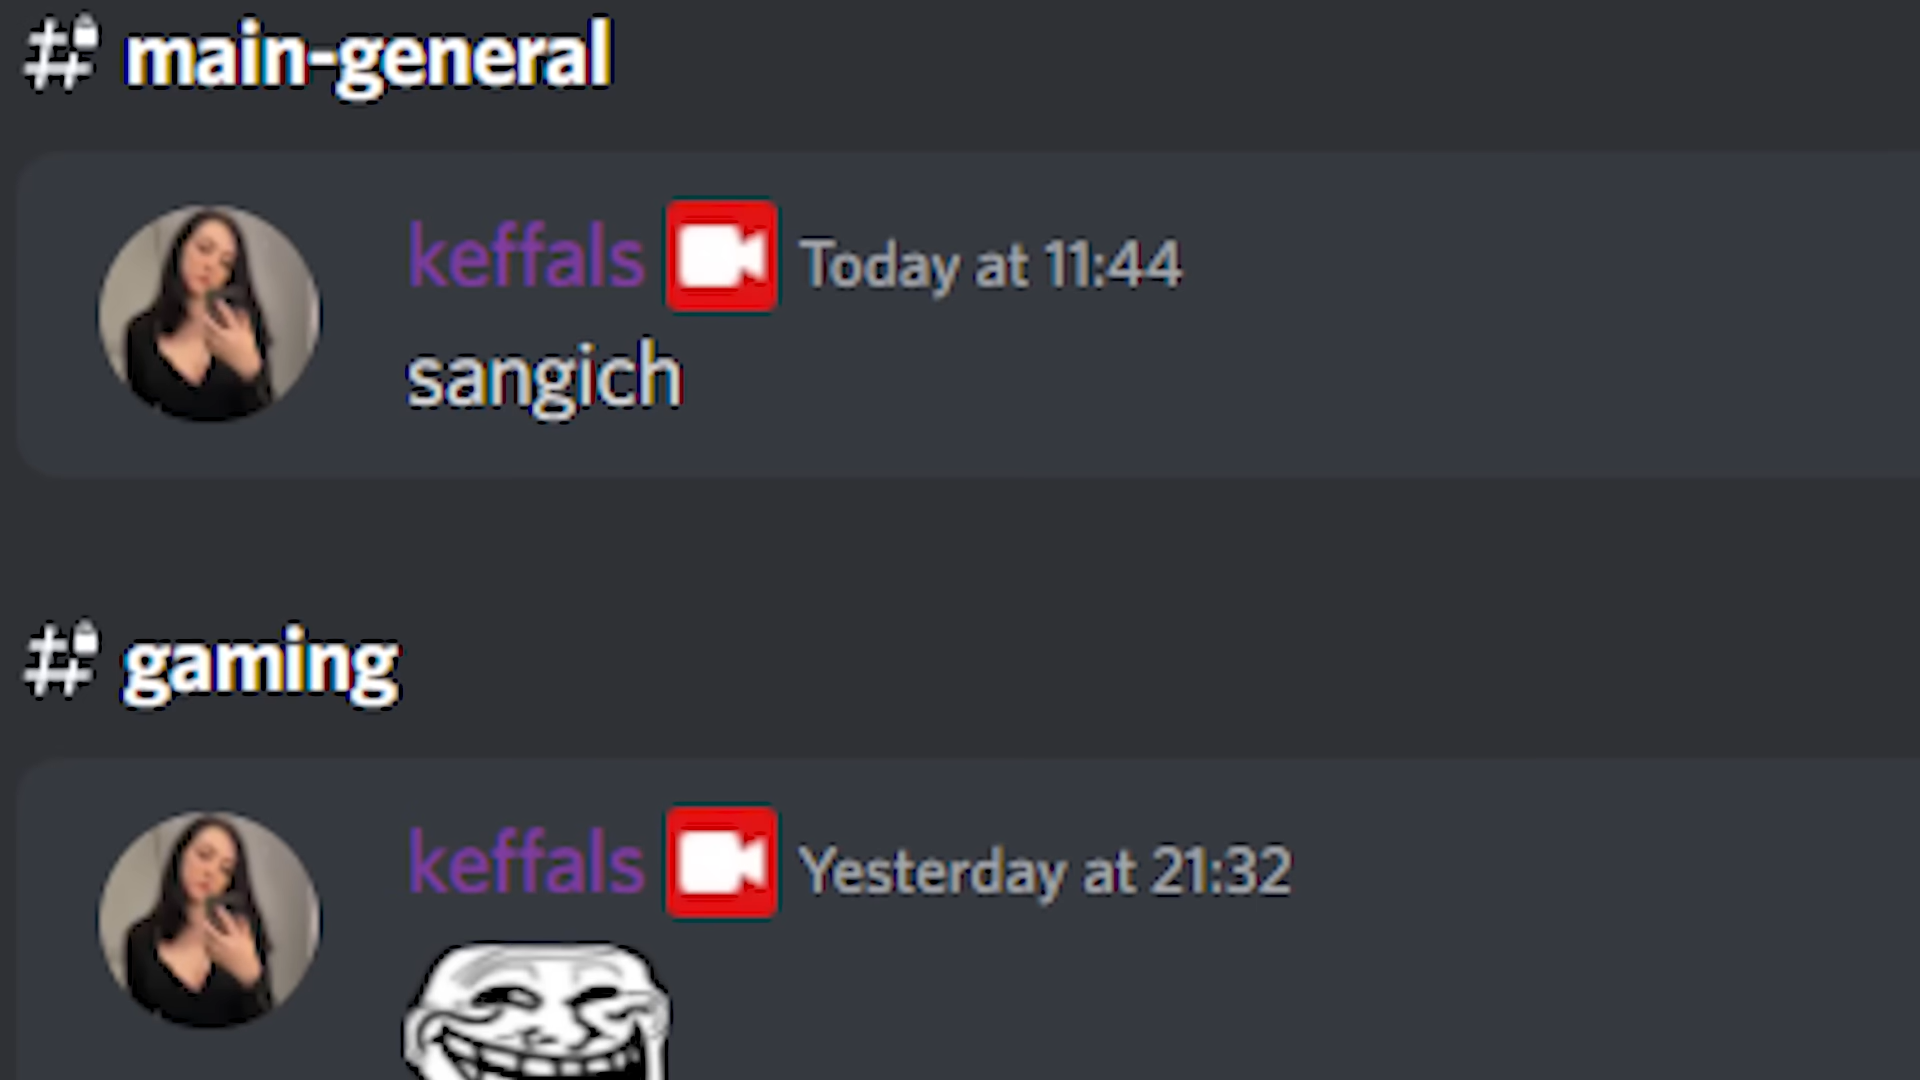 # main-general
keffals Today at 11:44
sangich
# gaming
keffals Yesterday at 21:32